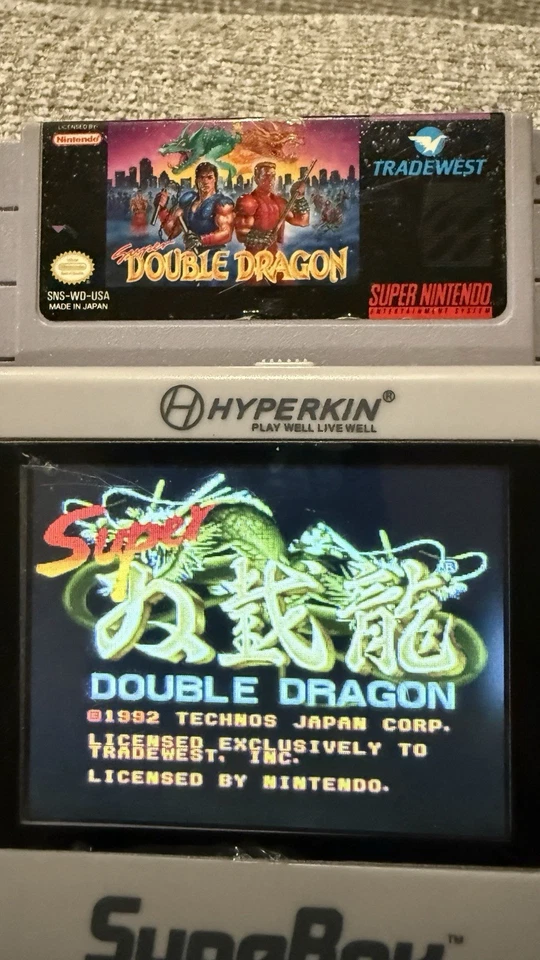 LICENSED BY
Nintendo
TRADEWEST
Super
DOUBLE DRAGON
SNS-WD-USA
MADE IN JAPAN
SUPER NINTENDO
ENTERTAINMENT SYSTEM
HYPERKIN®
PLAY WELL LIVE WELL
Super
双截龍®
DOUBLE DRAGON
©1992 TECHNOS JAPAN CORP.
LICENSED EXCLUSIVELY TO
TRADEWEST, INC.
LICENSED BY NINTENDO.
SupaBoy™